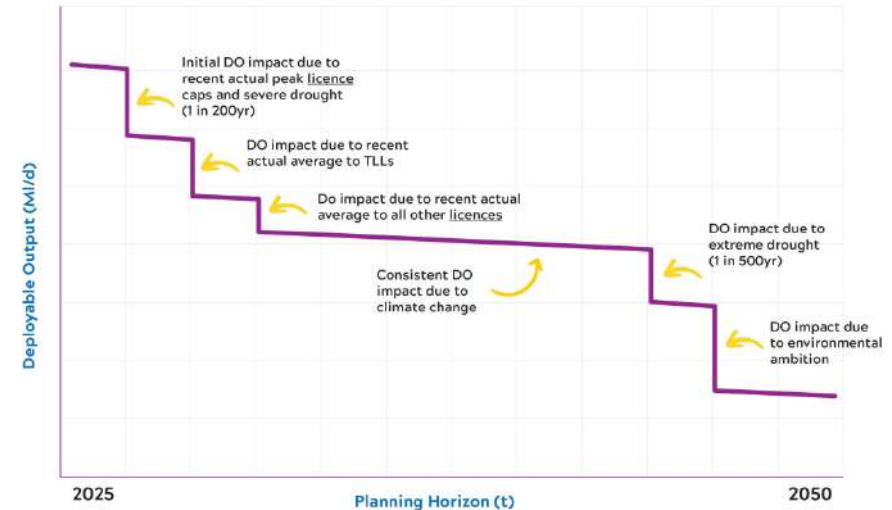 Initial DO impact due to
recent actual peak licence
caps and severe drought
(1 in 200yr)
DO impact due to recent
actual average to TLLs
Do impact due to recent actual
average to all other licences
DO impact due to
extreme drought
(1 in 500yr)
Consistent DO
impact due to
climate change
DO impact due
to environmental
ambition
Deployable Output (Ml/d)
2025
2050
Planning Horizon (t)